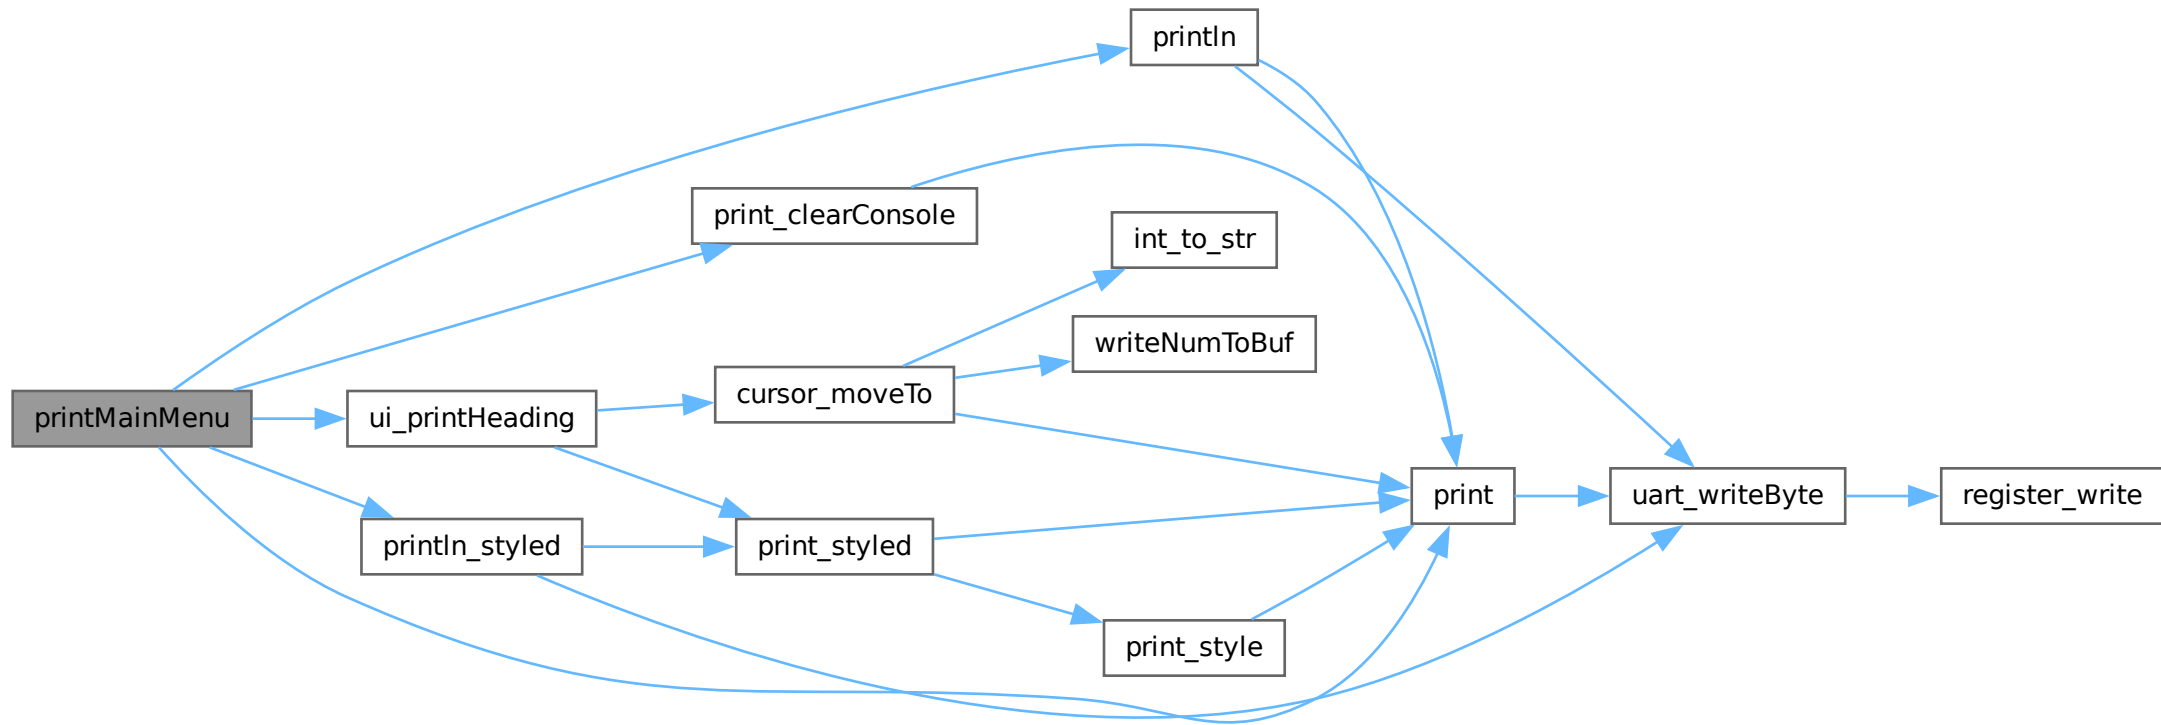 println
print_clearConsole
int_to_str
writeNumToBuf
cursor_moveTo
printMainMenu
ui_printHeading
print
uart_writeByte
register_write
println_styled
print_styled
print_style